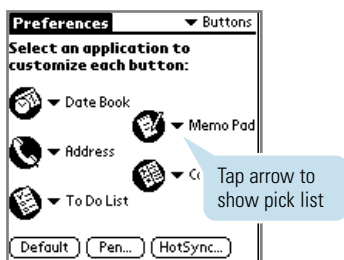 Preferences ▼ Buttons
Select an application to
customize each button:
▼ Date Book
▼ Memo Pad
▼ Address
▼ To Do List
Tap arrow to
show pick list
Default Pen... HotSync...